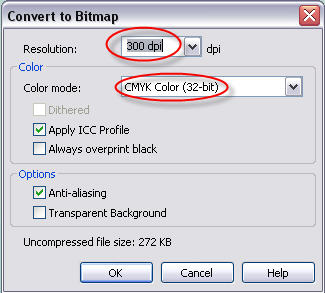 Convert to Bitmap
Resolution: 300 dpi dpi
Color
Color mode: CMYK Color (32-bit)
Dithered
Apply ICC Profile
Always overprint black
Options
Anti-aliasing
Transparent Background
Uncompressed file size: 272 KB
OK Cancel Help